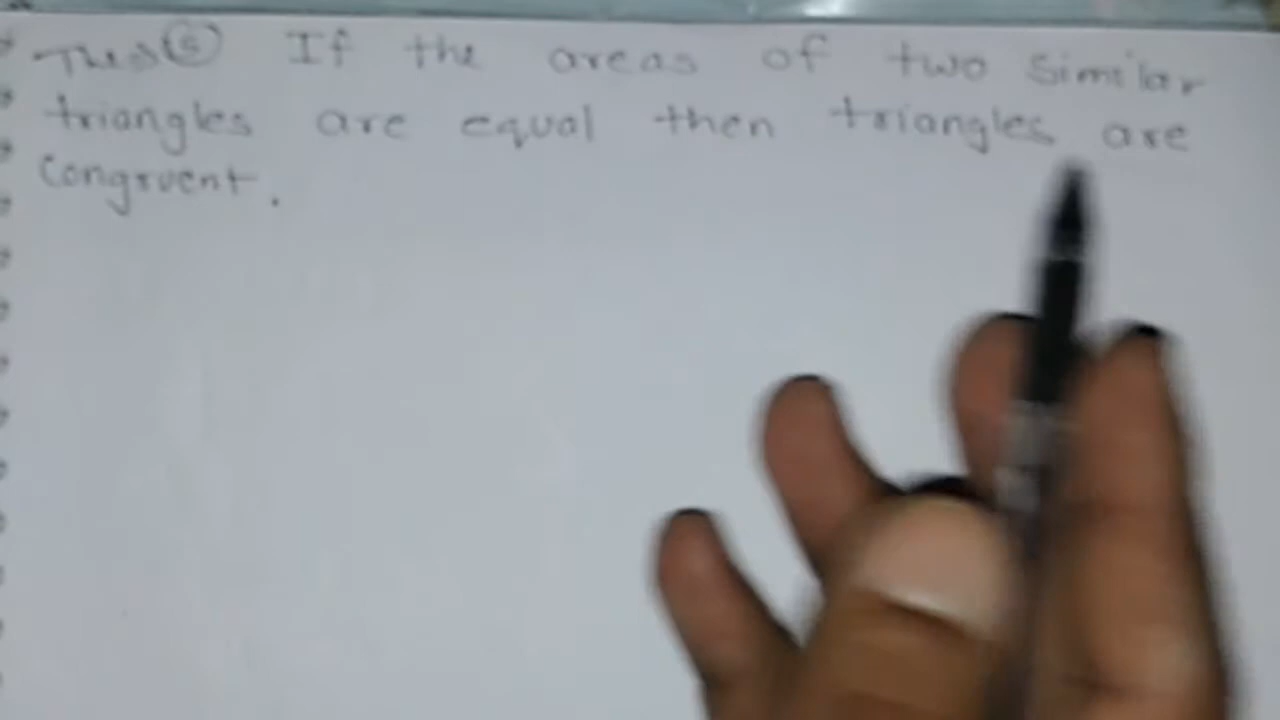 If the areas of two similar
triangles are equal then triangles are
congruent.